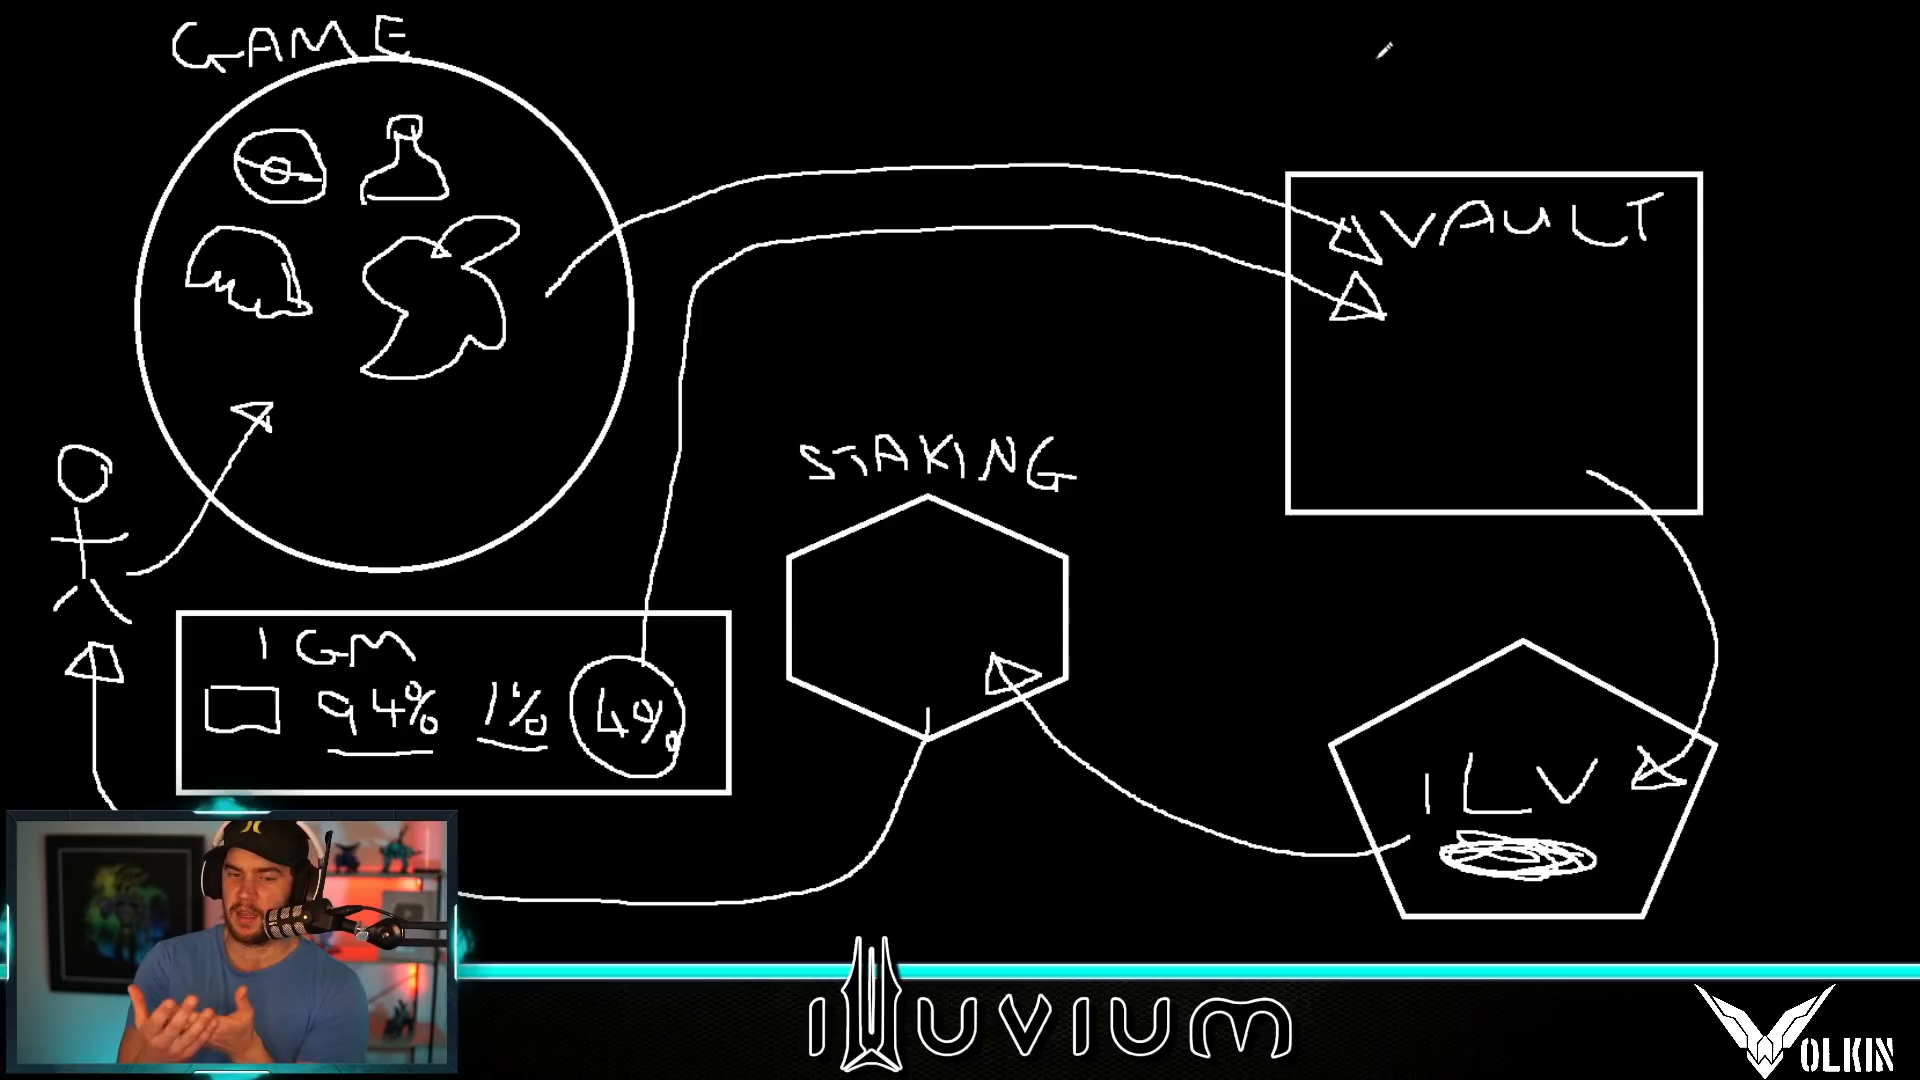 GAME
VAULT
STAKING
IGM
94% 1% 4%
ILV
ILLUVIUM
VOLKIN